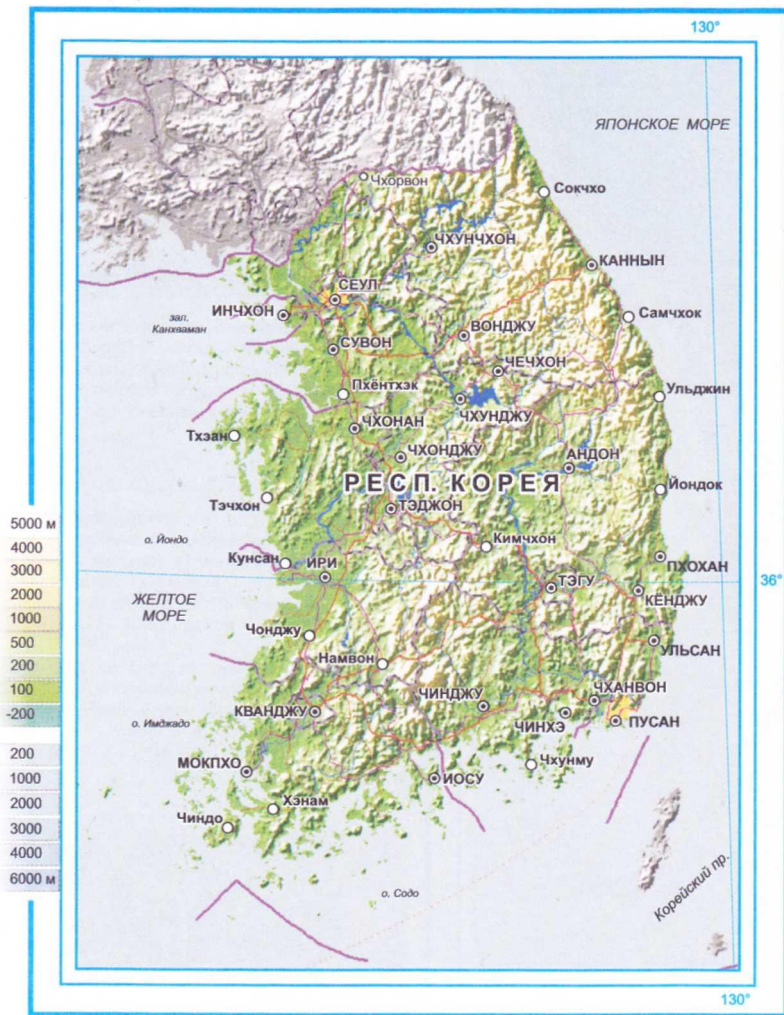 130°
ЯПОНСКОЕ МОРЕ
Чхорвон
Сокчхо
ЧХУНЧХОН
КАННЫН
СЕУЛ
ИНЧХОН
зал.
Канхваман
Самчхок
ВОНДЖУ
СУВОН
ЧЕЧХОН
Пхёнтхэк
Ульджин
ЧХУНДЖУ
ЧХОНАН
Тхэан
ЧХОНДЖУ
АНДОН
РЕСП. КОРЕЯ
Йондок
Тэчхон
ТЭДЖОН
5000 м
4000
3000
2000
1000
500
200
100
-200
200
1000
2000
3000
4000
6000 м
о. Йондо
Кимчхон
Кунсан
ИРИ
ПХОХАН
36°
ТЭГУ
КЁНДЖУ
ЖЕЛТОЕ
МОРЕ
Чонджу
УЛЬСАН
Намвон
ЧИНДЖУ
ЧХАНВОН
КВАНДЖУ
о. Имджадо
ЧИНХЭ
ПУСАН
МОКПХО
Чхунму
ИОСУ
Хэнам
Чиндо
Корейский пр.
о. Содо
130°